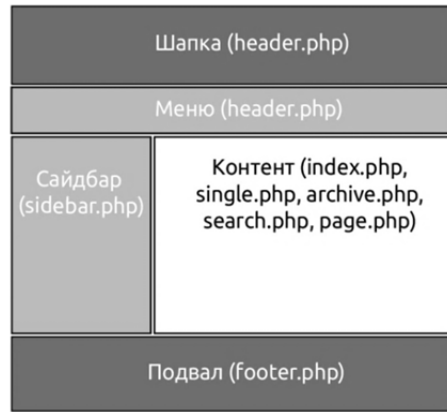 Шапка (header.php)
Меню (header.php)
Сайдбар
(sidebar.php)
Контент (index.php,
single.php, archive.php,
search.php, page.php)
Подвал (footer.php)